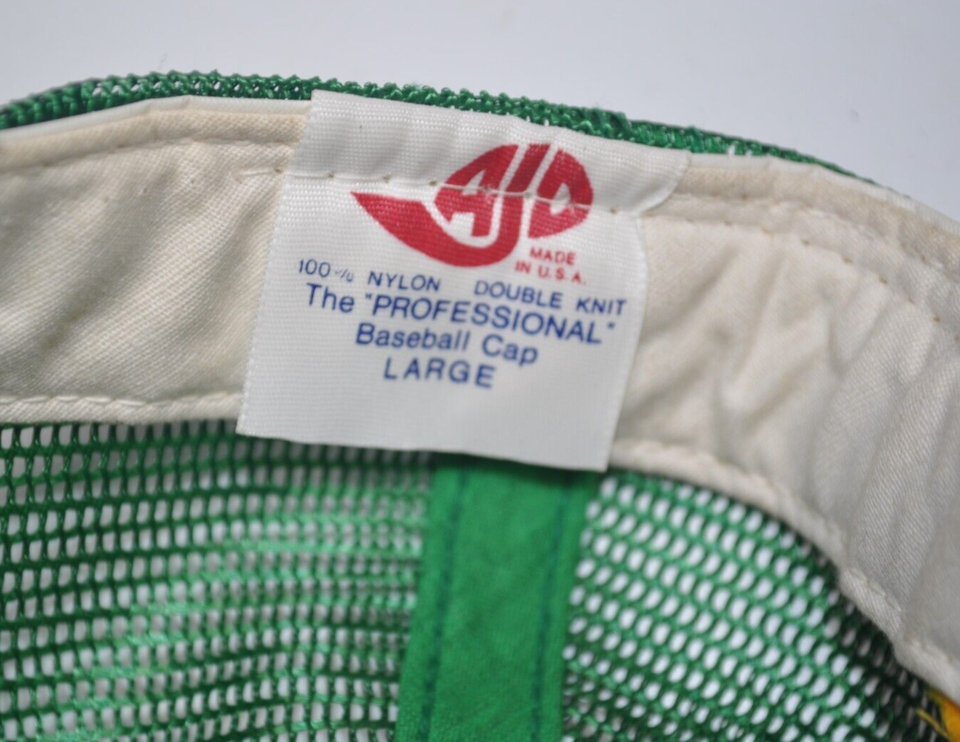 AJD
MADE
IN U.S.A.
100% NYLON DOUBLE KNIT
The "PROFESSIONAL"
Baseball Cap
LARGE